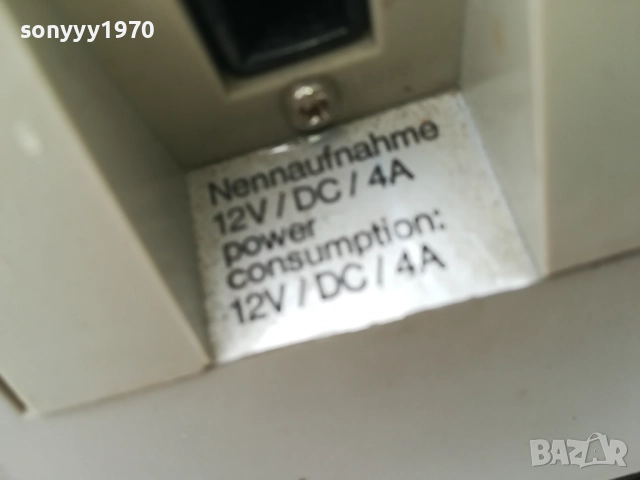 sonyyy1970
Nennaufnahme
12V / DC / 4A
power
consumption:
12V / DC / 4A
BAZAR